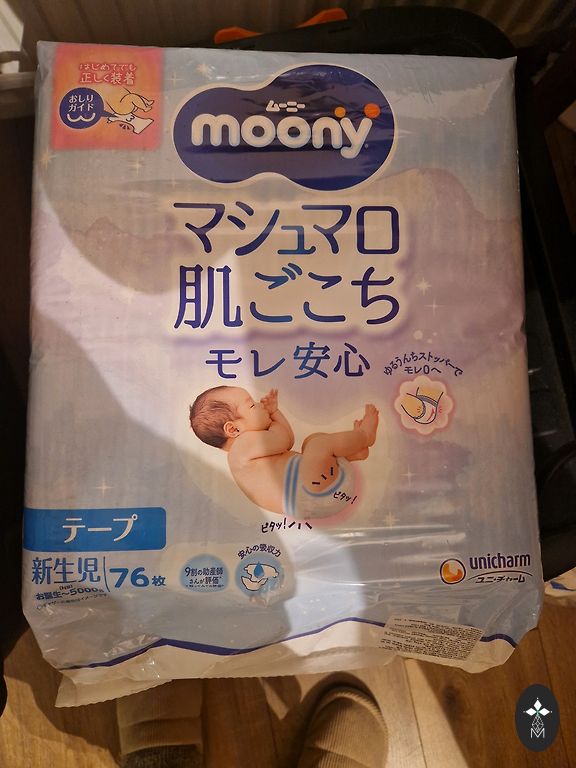 はじめてでも
正しく装着
おしり
ガイド
ムーニー
moony
マシュマロ
肌ごこち
モレ安心
ゆるうんちストッパーで
モレ0へ
ピタッ!
ピタッ!
テープ
新生児
76枚
お誕生~5000g
9割の助産師
さんが評価
安心の吸収力
unicharm
ユニ・チャーム
M